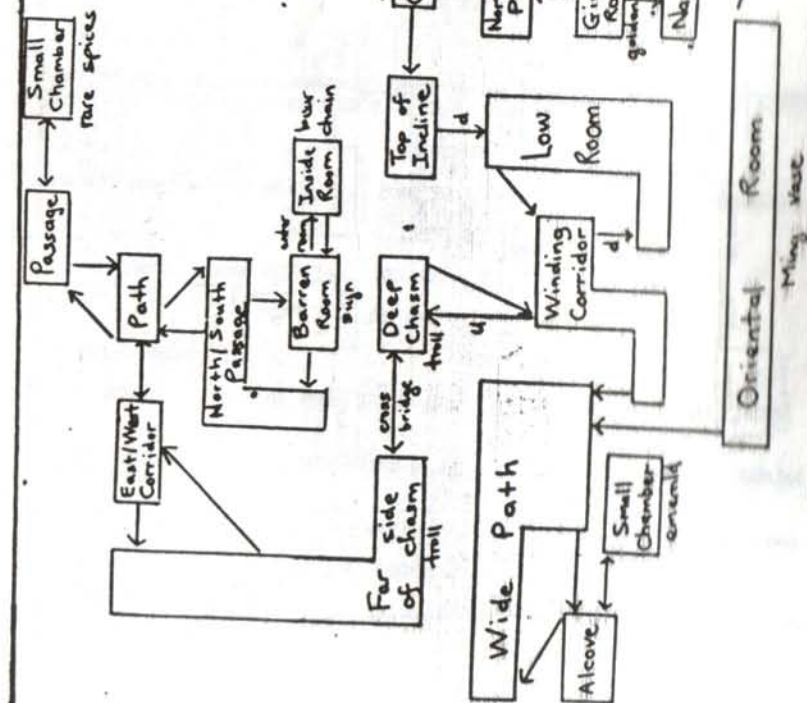 Small
Chamber
rare spices
Passage
Path
East/West
Corridor
North/South
Passage
Barren
Room
sign
Inside
Room
chain
Far side
of chasm
troll
cross
bridge
Deep
Chasm
troll
u
Top of
Incline
d
Low
Room
Winding
Corridor
d
Wide Path
Alcove
Small
Chamber
emerald
Oriental Room
Ming vase
golden